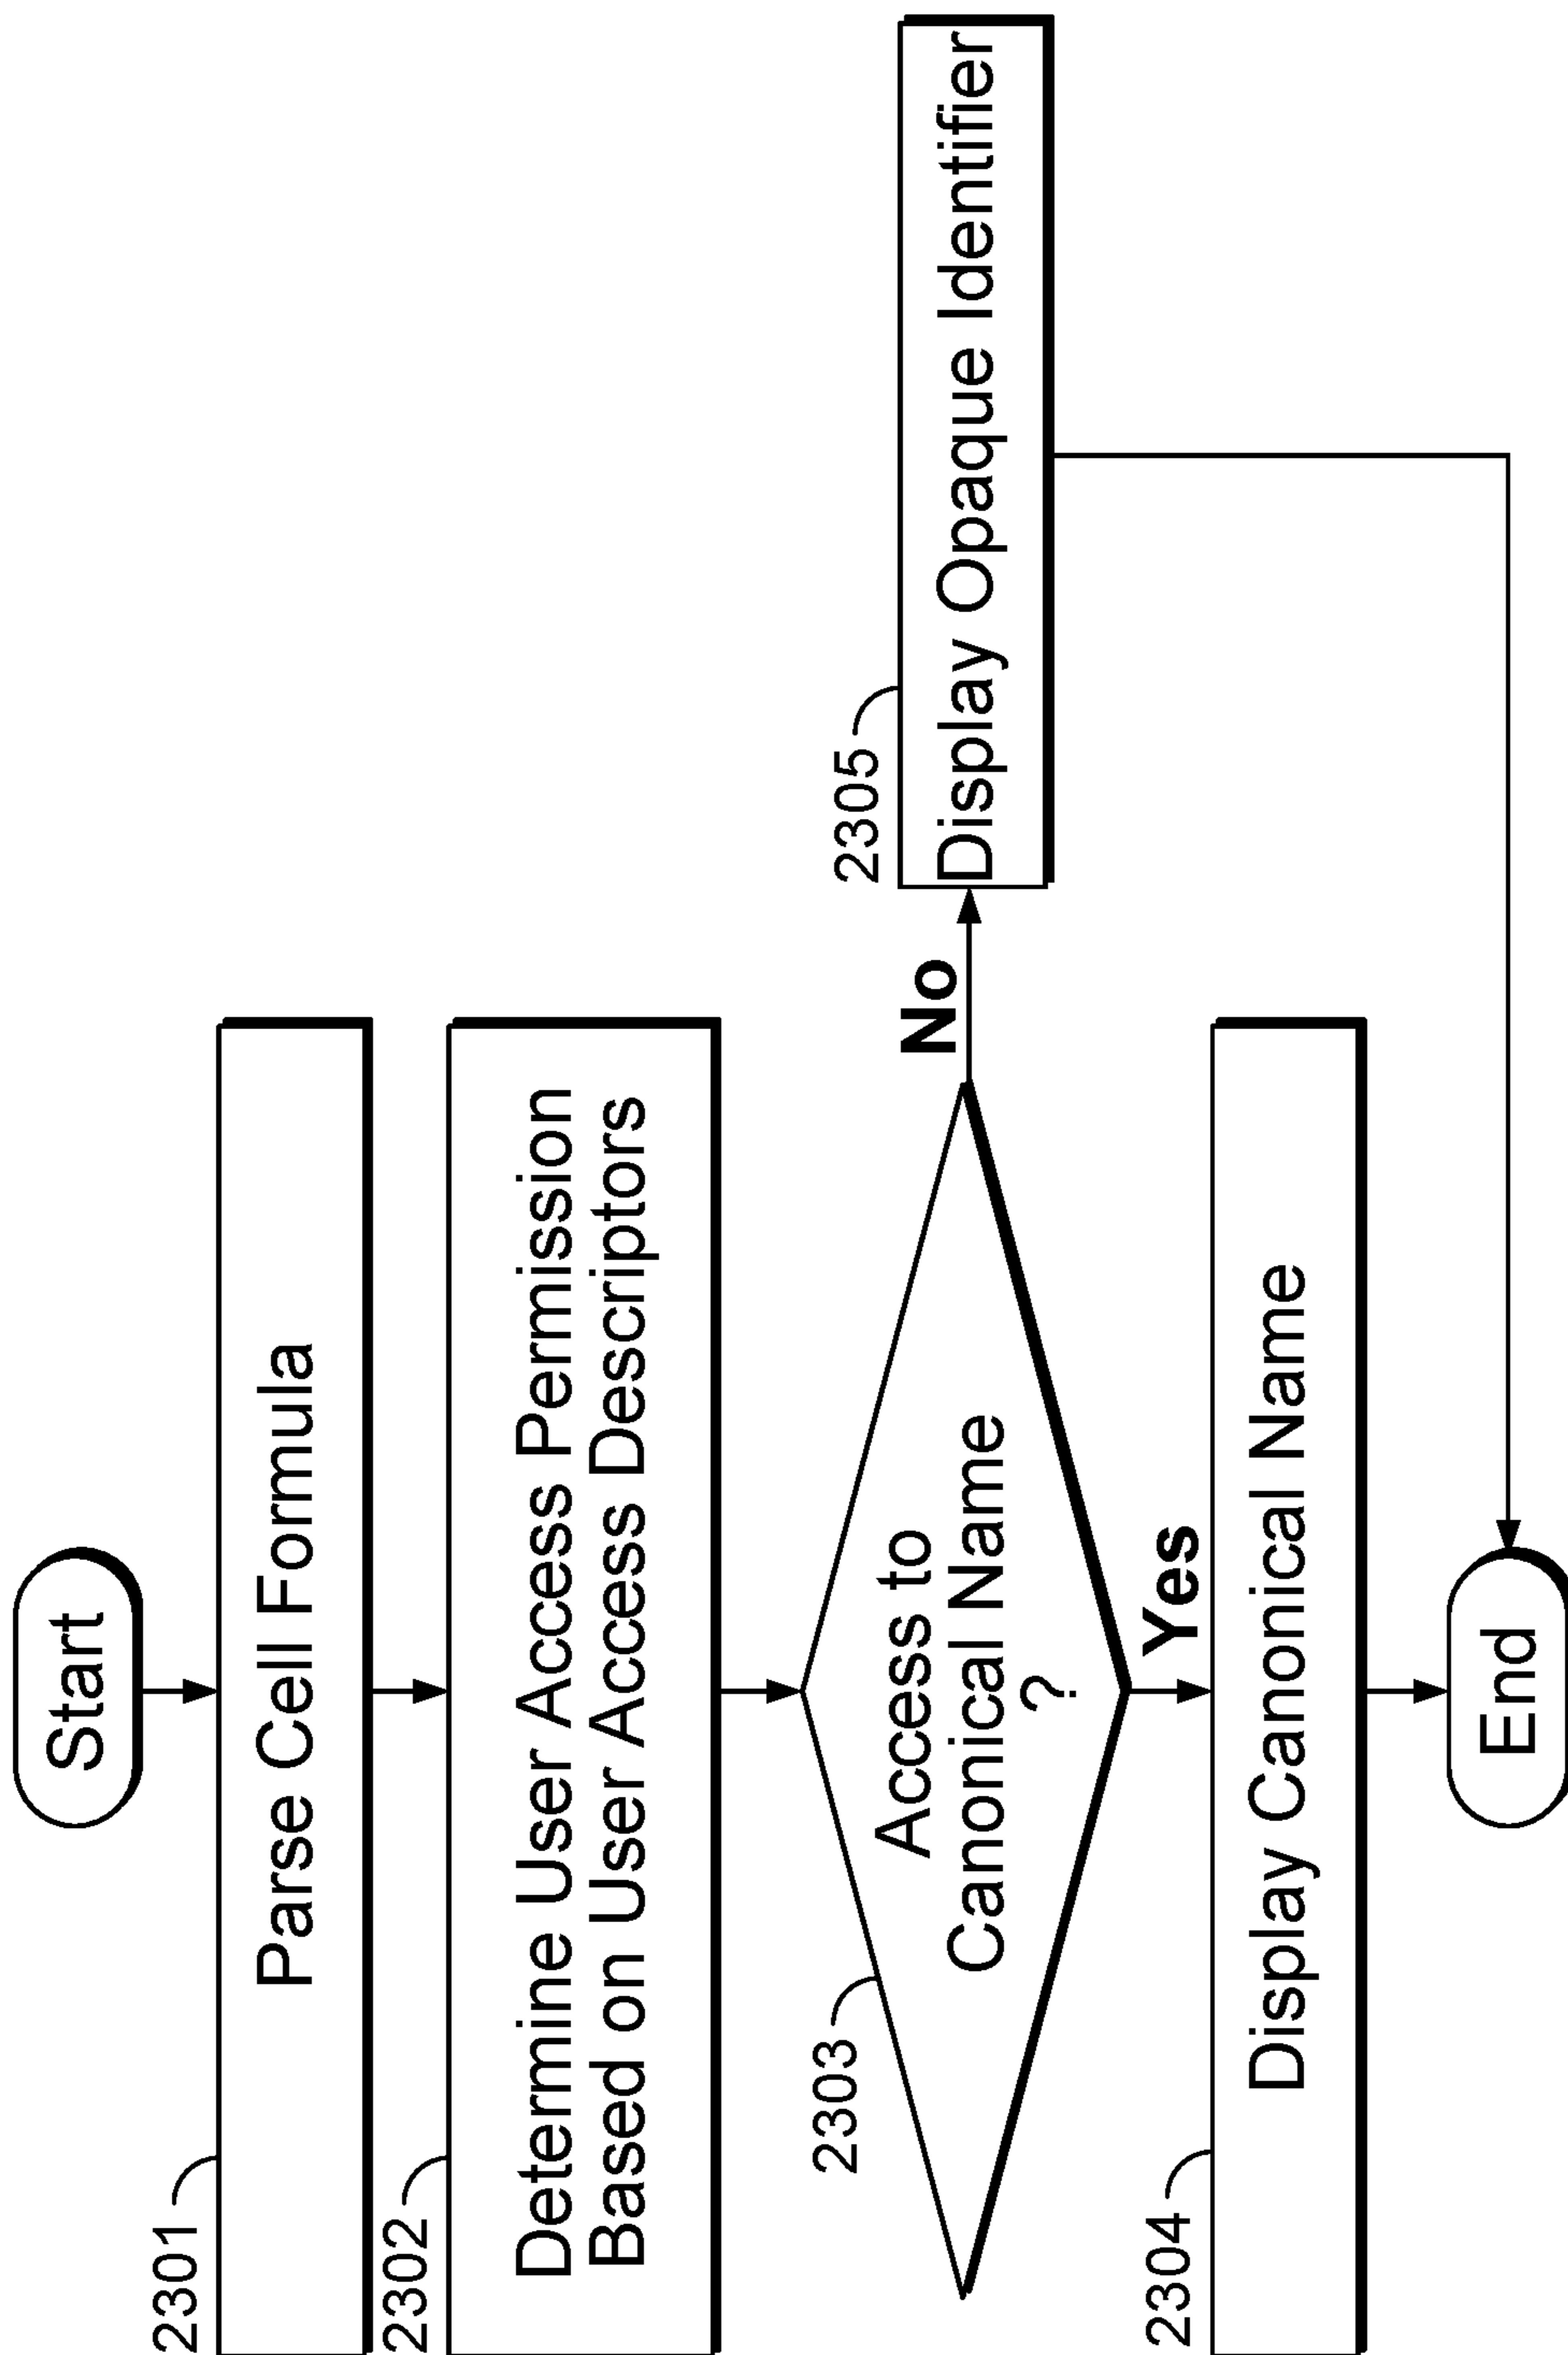 Start
2301
Parse Cell Formula
2302
Determine User Access Permission
Based on User Access Descriptors
2303
Access to
Canonical Name
?
No
2305
Display Opaque Identifier
Yes
2304
Display Canonical Name
End